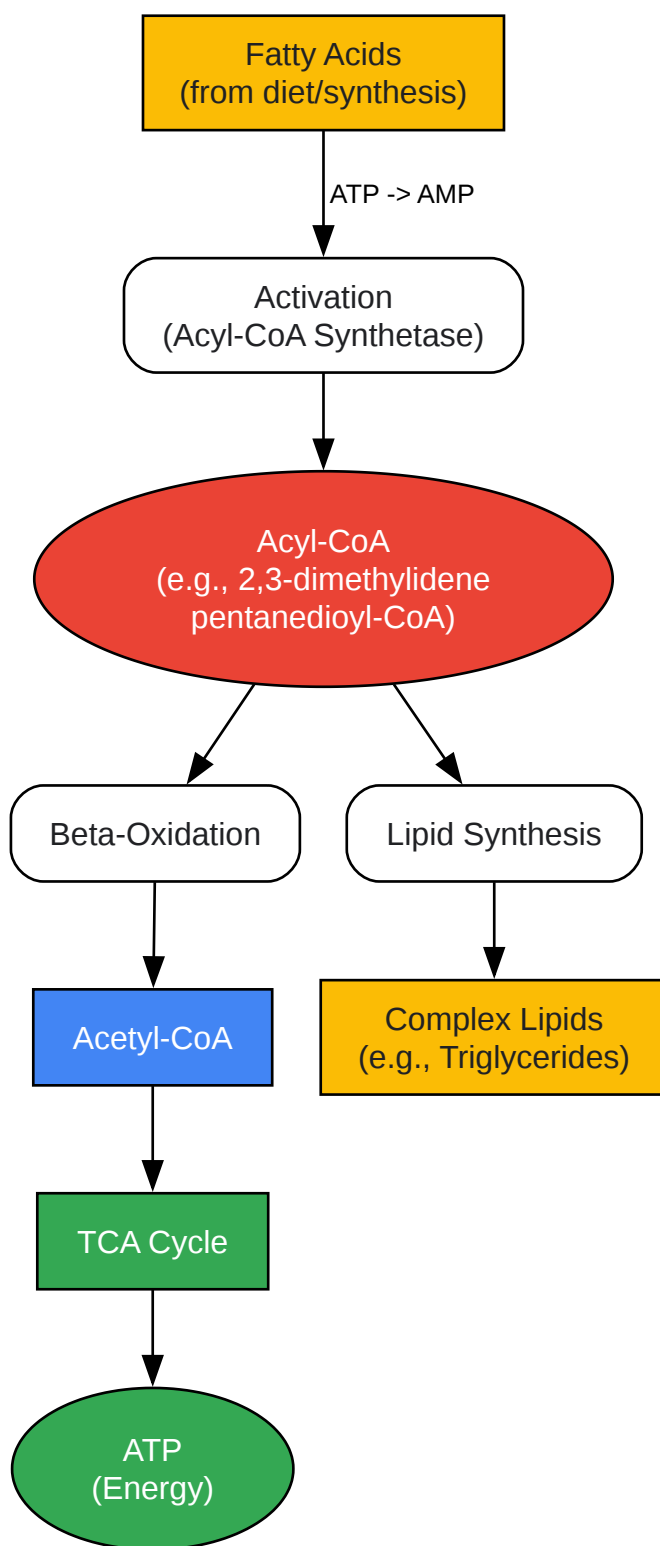 Fatty Acids
(from diet/synthesis)
ATP -> AMP
Activation
(Acyl-CoA Synthetase)
Acyl-CoA
(e.g., 2,3-dimethylidene
pentanedioyl-CoA)
Beta-Oxidation
Lipid Synthesis
Acetyl-CoA
Complex Lipids
(e.g., Triglycerides)
TCA Cycle
ATP
(Energy)